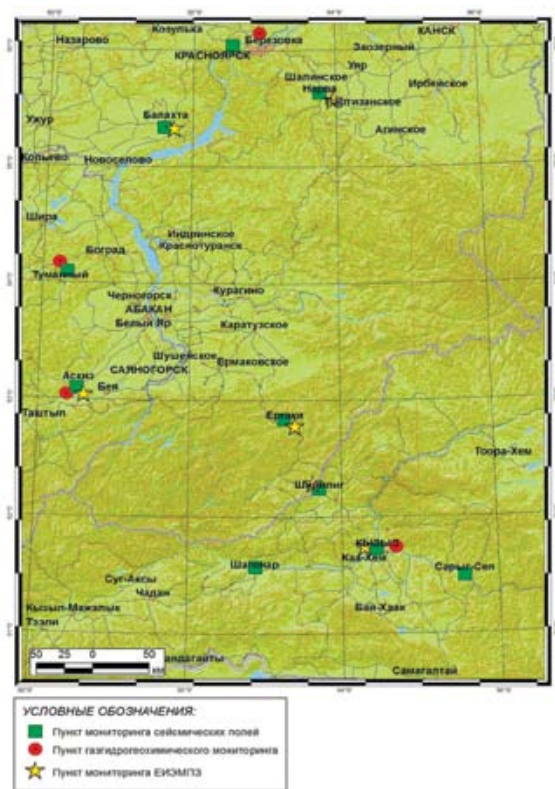 Козулька
КАНСК
Назарово
Березовка
Заозерный
КРАСНОЯРСК
Уяр
Шалинское
Ирбейское
Нарва
Партизанское
Ужур
Балахта
Агинское
Копьево
Новоселово
Шира
Идринское
Боград
Краснотуранск
Туманный
Черногорск
Курагино
АБАКАН
Белый Яр
Каратузское
Шушенское
Ермаковское
Аскиз
САЯНОГОРСК
Бея
Таштып
Ергаки
Тоора-Хем
КЫЗЫЛ
Каа-Хем
Шагонар
Сарыг-Сеп
Суг-Аксы
Чадан
Кызыл-Мажалык
Бай-Хаак
Тээли
50 25 0 50
км
андагайты
Самагалтай
УСЛОВНЫЕ ОБОЗНАЧЕНИЯ:
Пункт мониторинга сейсмических полей
Пункт газгидрогеохимического мониторинга
Пункт мониторинга ЕИЭМПЗ